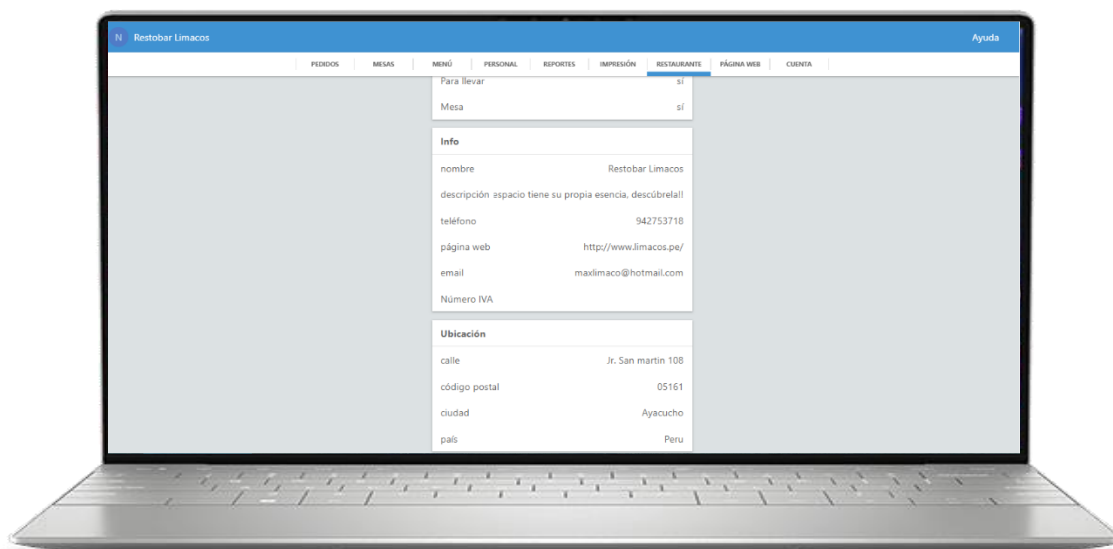 N Restobar Limacos Ayuda
PEDIDOS MESAS MENÚ PERSONAL REPORTES IMPRESIÓN RESTAURANTE PÁGINA WEB CUENTA
Para llevar sí
Mesa sí
Info
nombre Restobar Limacos
descripción espacio tiene su propia esencia, descúbrela!!
teléfono 942753718
página web http://www.limacos.pe/
email maxlimaco@hotmail.com
Número IVA
Ubicación
calle Jr. San martin 108
código postal 05161
ciudad Ayacucho
país Peru